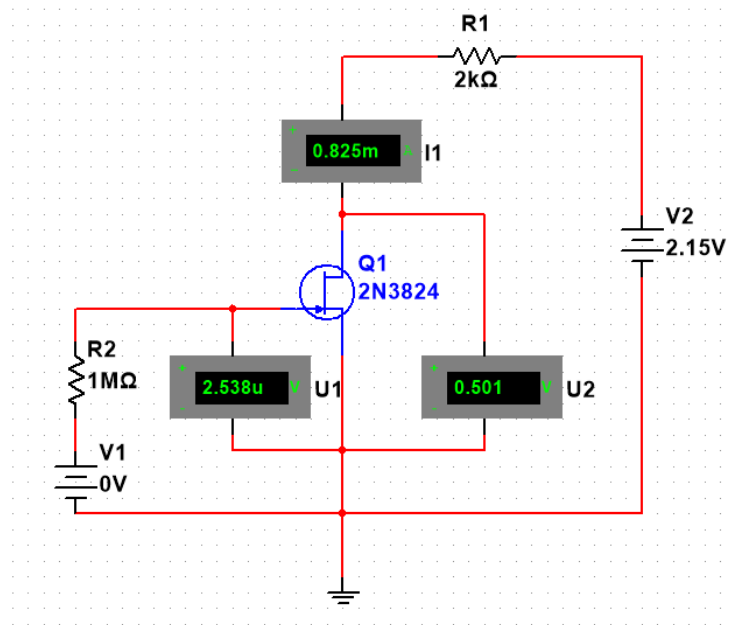 R1
2kΩ
+
0.825m A I1
-
V2
2.15V
Q1
2N3824
R2
1MΩ
+
2.538u V U1
-
+
0.501 V U2
-
V1
0V